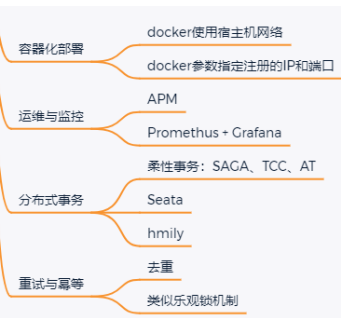 容器化部署
docker使用宿主机网络
docker参数指定注册的IP和端口
运维与监控
APM
Promethus + Grafana
分布式事务
柔性事务：SAGA、TCC、AT
Seata
hmily
重试与幂等
去重
类似乐观锁机制